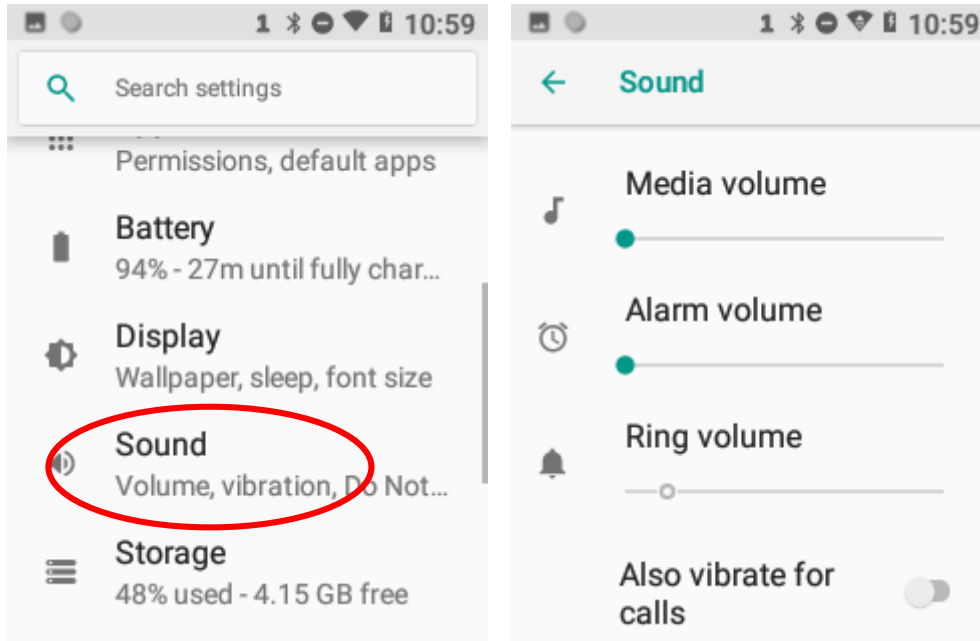 1 10:59
Search settings
Permissions, default apps
Battery
94% - 27m until fully char...
Display
Wallpaper, sleep, font size
Sound
Volume, vibration, Do Not...
Storage
48% used - 4.15 GB free
1 10:59
Sound
Media volume
Alarm volume
Ring volume
Also vibrate for
calls